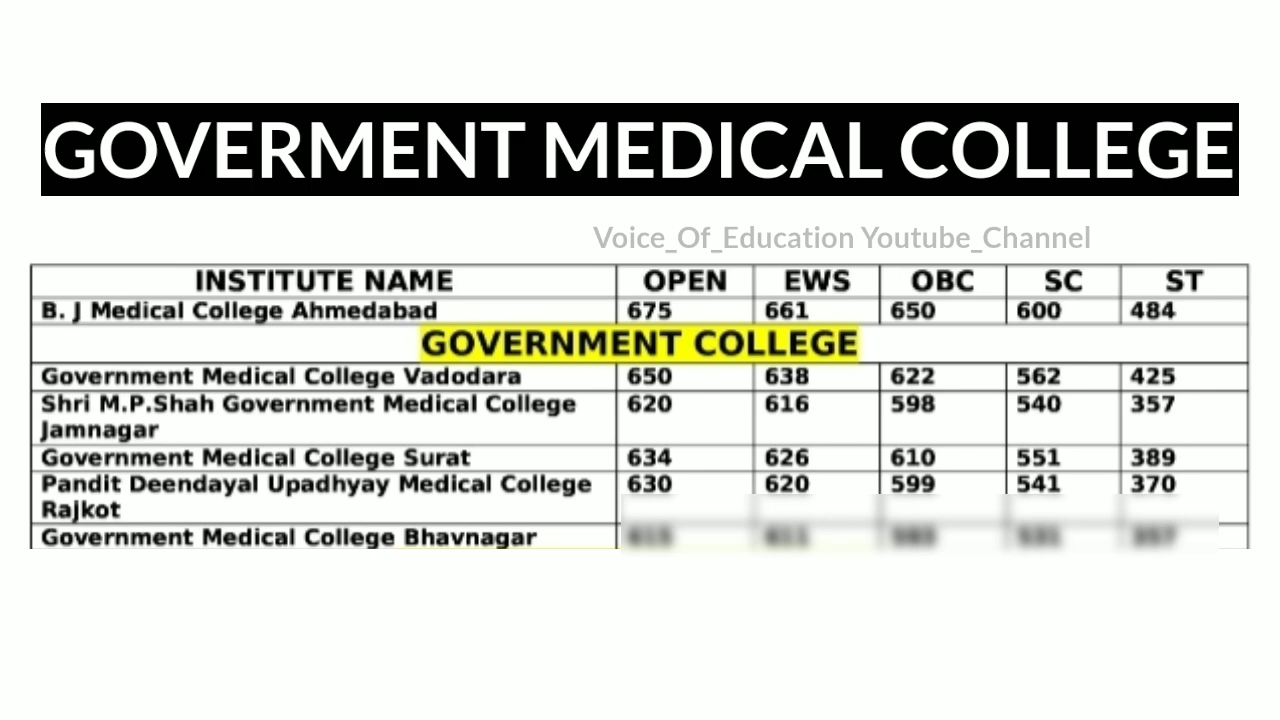 GOVERMENT MEDICAL COLLEGE
Voice_Of_Education Youtube_Channel
INSTITUTE NAME OPEN EWS OBC SC ST
B. J Medical College Ahmedabad 675 661 650 600 484
GOVERNMENT COLLEGE
Government Medical College Vadodara 650 638 622 562 425
Shri M.P.Shah Government Medical College 620 616 598 540 357
Jamnagar
Government Medical College Surat 634 626 610 551 389
Pandit Deendayal Upadhyay Medical College 630 620 599 541 370
Rajkot
Government Medical College Bhavnagar